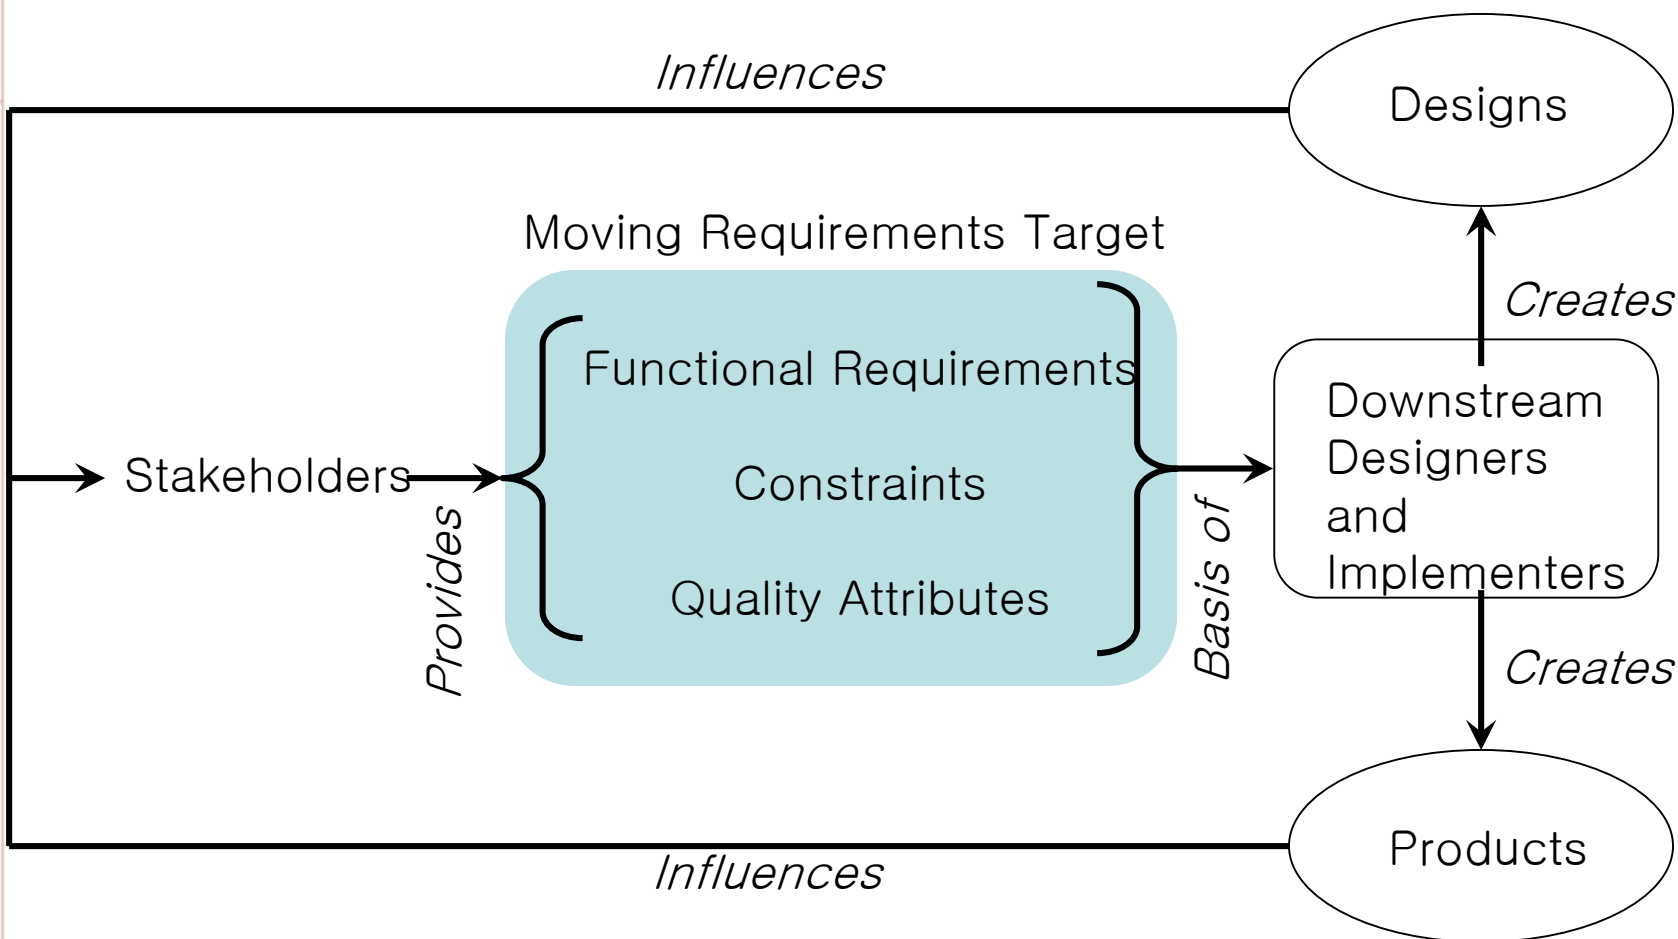 Influences
Designs
Moving Requirements Target
Creates
Functional Requirements
Downstream
Designers
and
Implementers
Stakeholders
Constraints
Provides
Basis of
Quality Attributes
Creates
Products
Influences